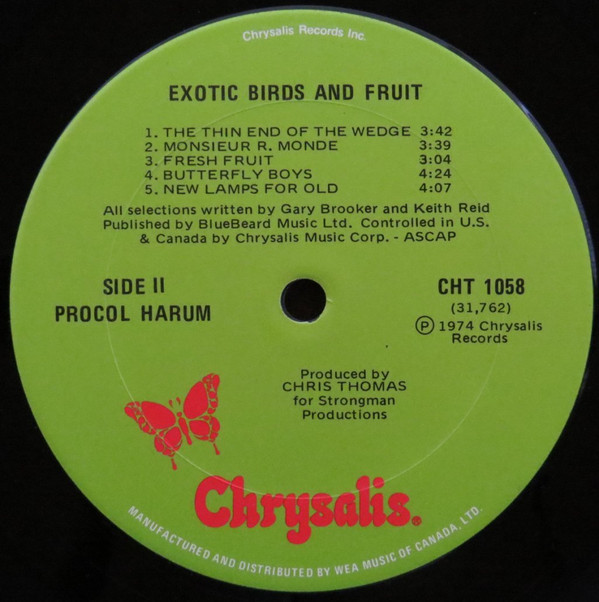 Chrysalis Records Inc.
EXOTIC BIRDS AND FRUIT
1. THE THIN END OF THE WEDGE 3:42
2. MONSIEUR R. MONDE 3:39
3. FRESH FRUIT 3:04
4. BUTTERFLY BOYS 4:24
5. NEW LAMPS FOR OLD 4:07
All selections written by Gary Brooker and Keith Reid
Published by BlueBeard Music Ltd. Controlled in U.S.
& Canada by Chrysalis Music Corp. - ASCAP
SIDE II
PROCOL HARUM
CHT 1058
(31,762)
Ⓟ 1974 Chrysalis
Records
Produced by
CHRIS THOMAS
for Strongman
Productions
Chrysalis.
MANUFACTURED AND DISTRIBUTED BY WEA MUSIC OF CANADA, LTD.